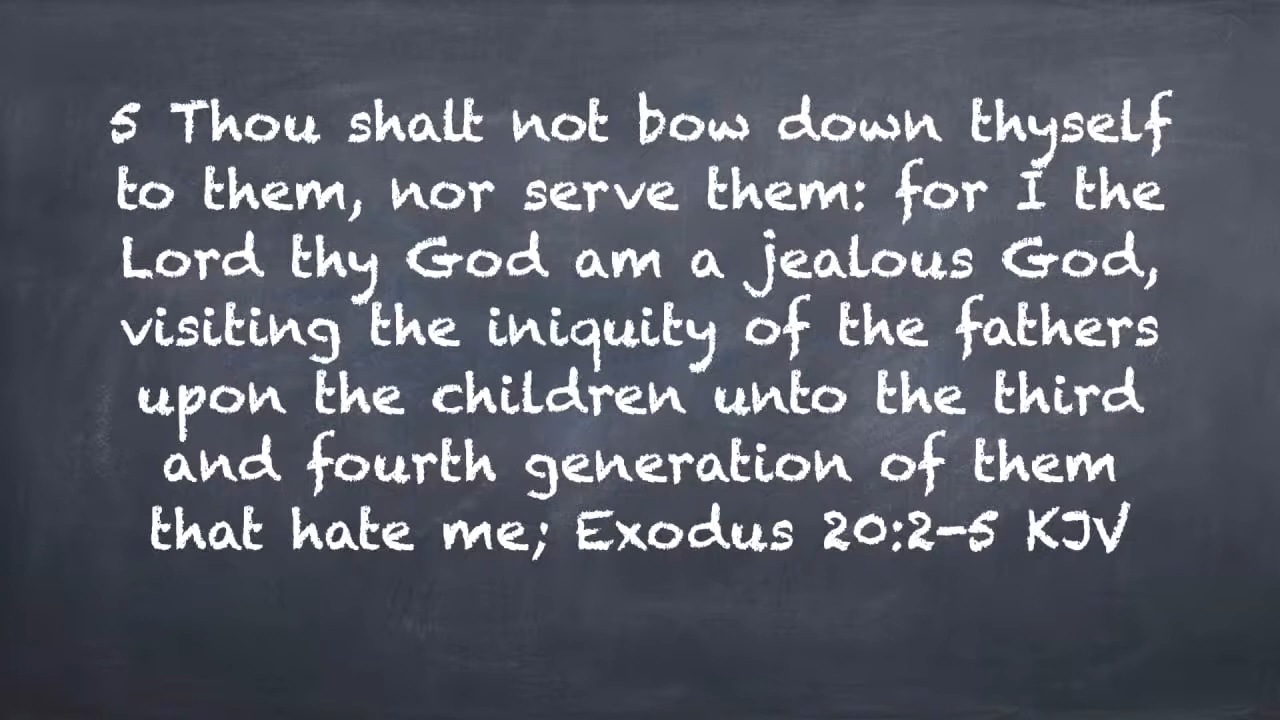 5 Thou shalt not bow down thyself
to them, nor serve them: for I the
Lord thy God am a jealous God,
visiting the iniquity of the fathers
upon the children unto the third
and fourth generation of them
that hate me; Exodus 20:2-5 KJV